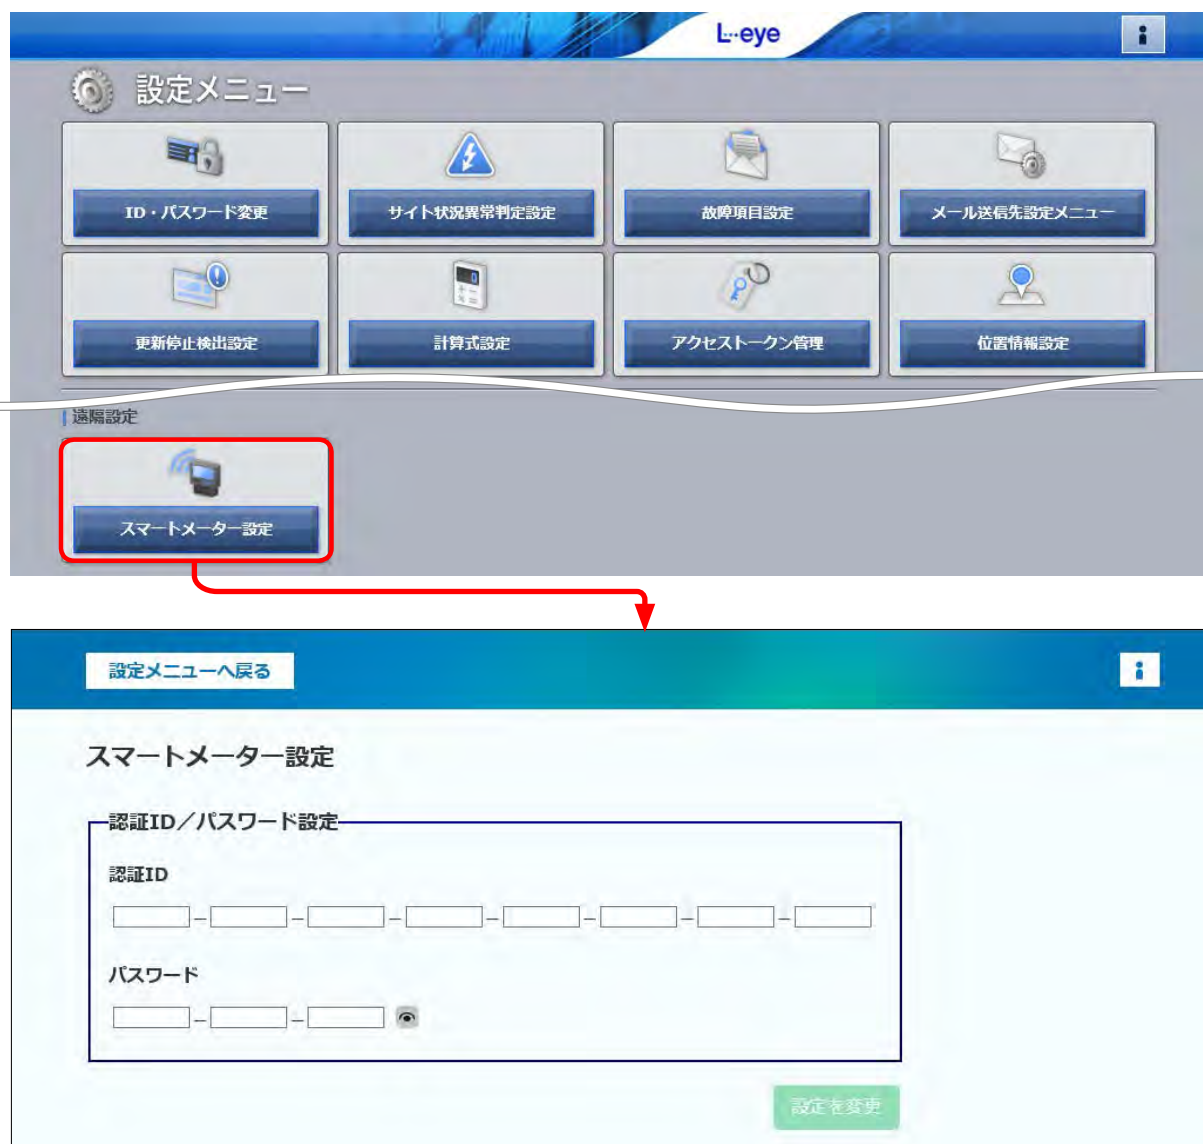 L・・eye
設定メニュー
ID・パスワード変更
サイト状況異常判定設定
故障項目設定
メール送信先設定メニュー
更新停止検出設定
計算式設定
アクセストークン管理
位置情報設定
遠隔設定
スマートメーター設定
設定メニューへ戻る
スマートメーター設定
認証ID／パスワード設定
認証ID
パスワード
設定を変更